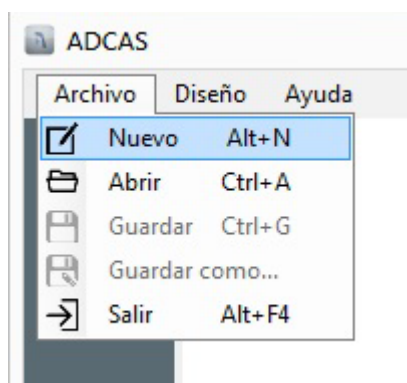 ADCAS
Archivo Diseño Ayuda
Nuevo Alt+N
Abrir Ctrl+A
Guardar Ctrl+G
Guardar como...
Salir Alt+F4